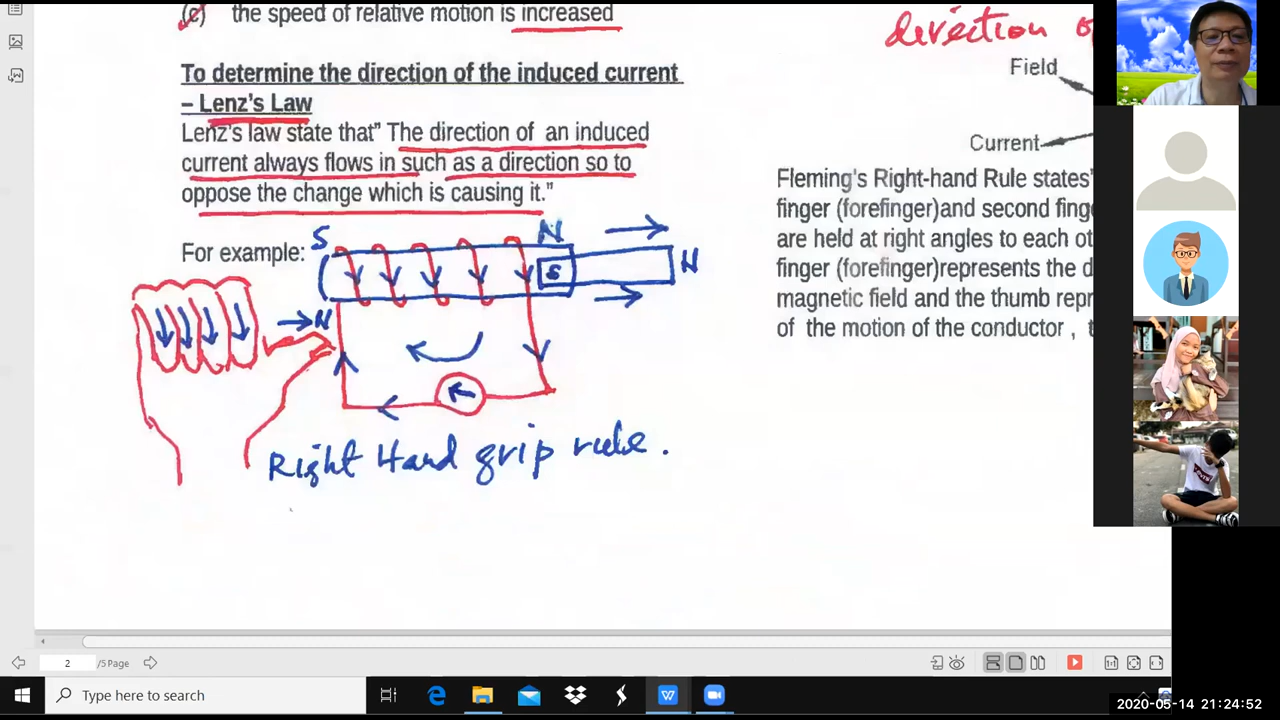 (c) the speed of relative motion is increased
To determine the direction of the induced current
– Lenz’s Law
Lenz’s law state that” The direction of an induced
current always flows in such as a direction so to
oppose the change which is causing it.”
For example:
S
N
S
N
N
Right Hand grip rule.
direction
Field
Current
Fleming's Right-hand Rule states'
finger (forefinger)and second fing
are held at right angles to each ot
finger (forefinger)represents the d
magnetic field and the thumb repr
of the motion of the conductor , t
2 /5Page
1:1
Type here to search
2020-05-14 21:24:52